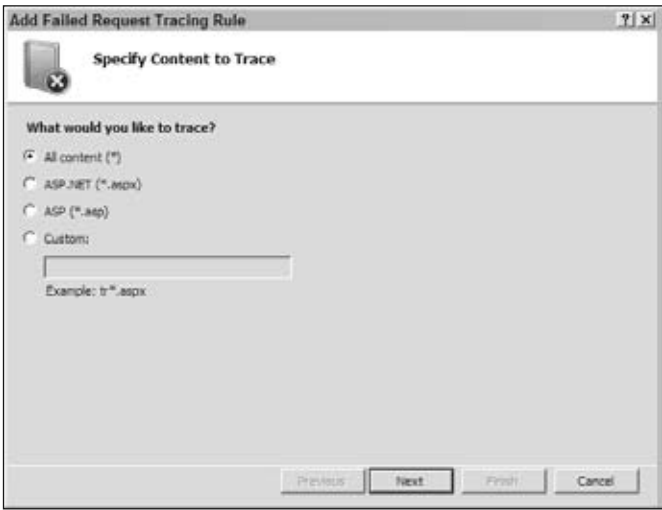 Add Failed Request Tracing Rule ? X
Specify Content to Trace
What would you like to trace?
All content (*)
ASP.NET (*.aspx)
ASP (*.asp)
Custom:
Example: tr*.aspx
Previous Next Finish Cancel